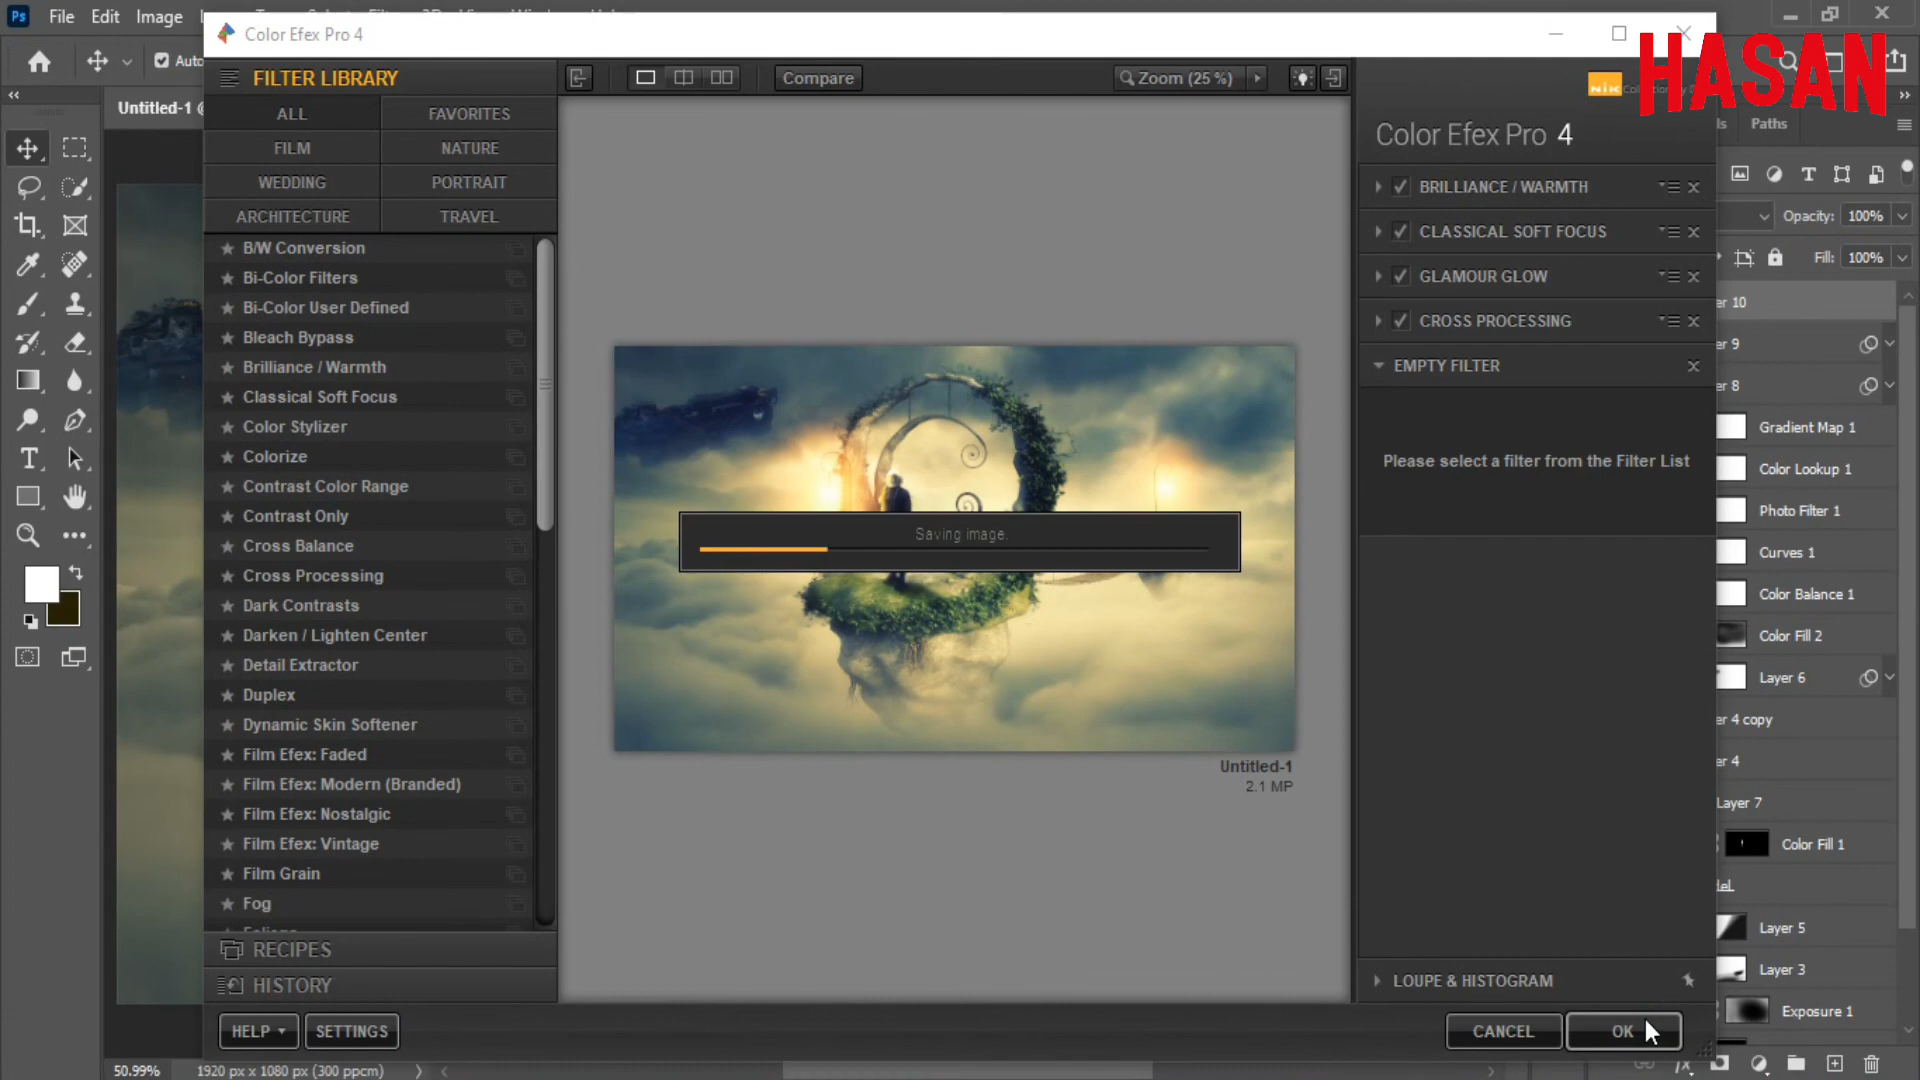 Ps File Edit Image
Color Efex Pro 4
HASAN
Auto
FILTER LIBRARY
Compare
Zoom (25 %)
Nik
Untitled-1 @
ALL
FAVORITES
FILM
NATURE
WEDDING
PORTRAIT
ARCHITECTURE
TRAVEL
B/W Conversion
Bi-Color Filters
Bi-Color User Defined
Bleach Bypass
Brilliance / Warmth
Classical Soft Focus
Color Stylizer
Colorize
Contrast Color Range
Contrast Only
Cross Balance
Cross Processing
Dark Contrasts
Darken / Lighten Center
Detail Extractor
Duplex
Dynamic Skin Softener
Film Efex: Faded
Film Efex: Modern (Branded)
Film Efex: Nostalgic
Film Efex: Vintage
Film Grain
Fog
RECIPES
HISTORY
HELP
SETTINGS
Saving image.
Untitled-1
2.1 MP
Color Efex Pro 4
BRILLIANCE / WARMTH
CLASSICAL SOFT FOCUS
GLAMOUR GLOW
CROSS PROCESSING
EMPTY FILTER
Please select a filter from the Filter List
LOUPE & HISTOGRAM
CANCEL
OK
ls Paths
Opacity: 100%
Fill: 100%
er 10
er 9
er 8
Gradient Map 1
Color Lookup 1
Photo Filter 1
Curves 1
Color Balance 1
Color Fill 2
Layer 6
er 4 copy
er 4
Layer 7
Color Fill 1
del
Layer 5
Layer 3
Exposure 1
50.99%
1920 px x 1080 px (300 ppcm)